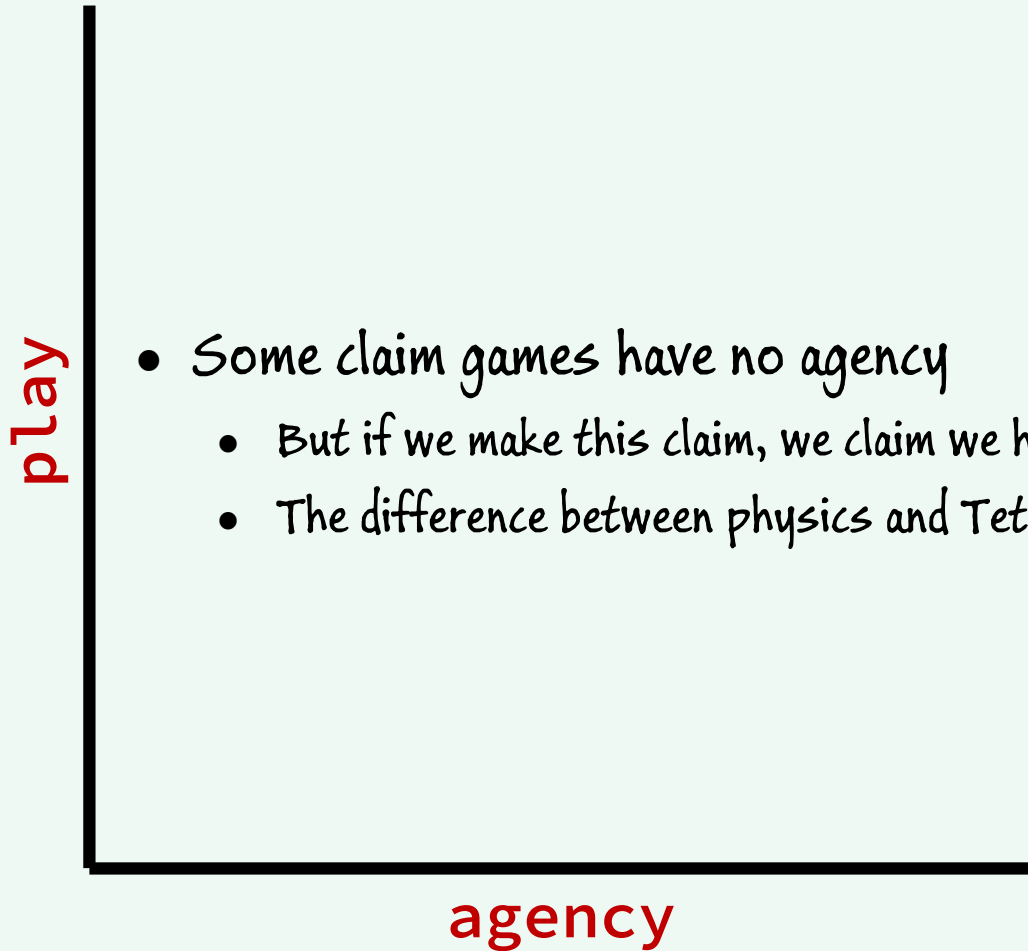 play
• Some claim games have no agency
• But if we make this claim, we claim we
• The difference between physics and
agency